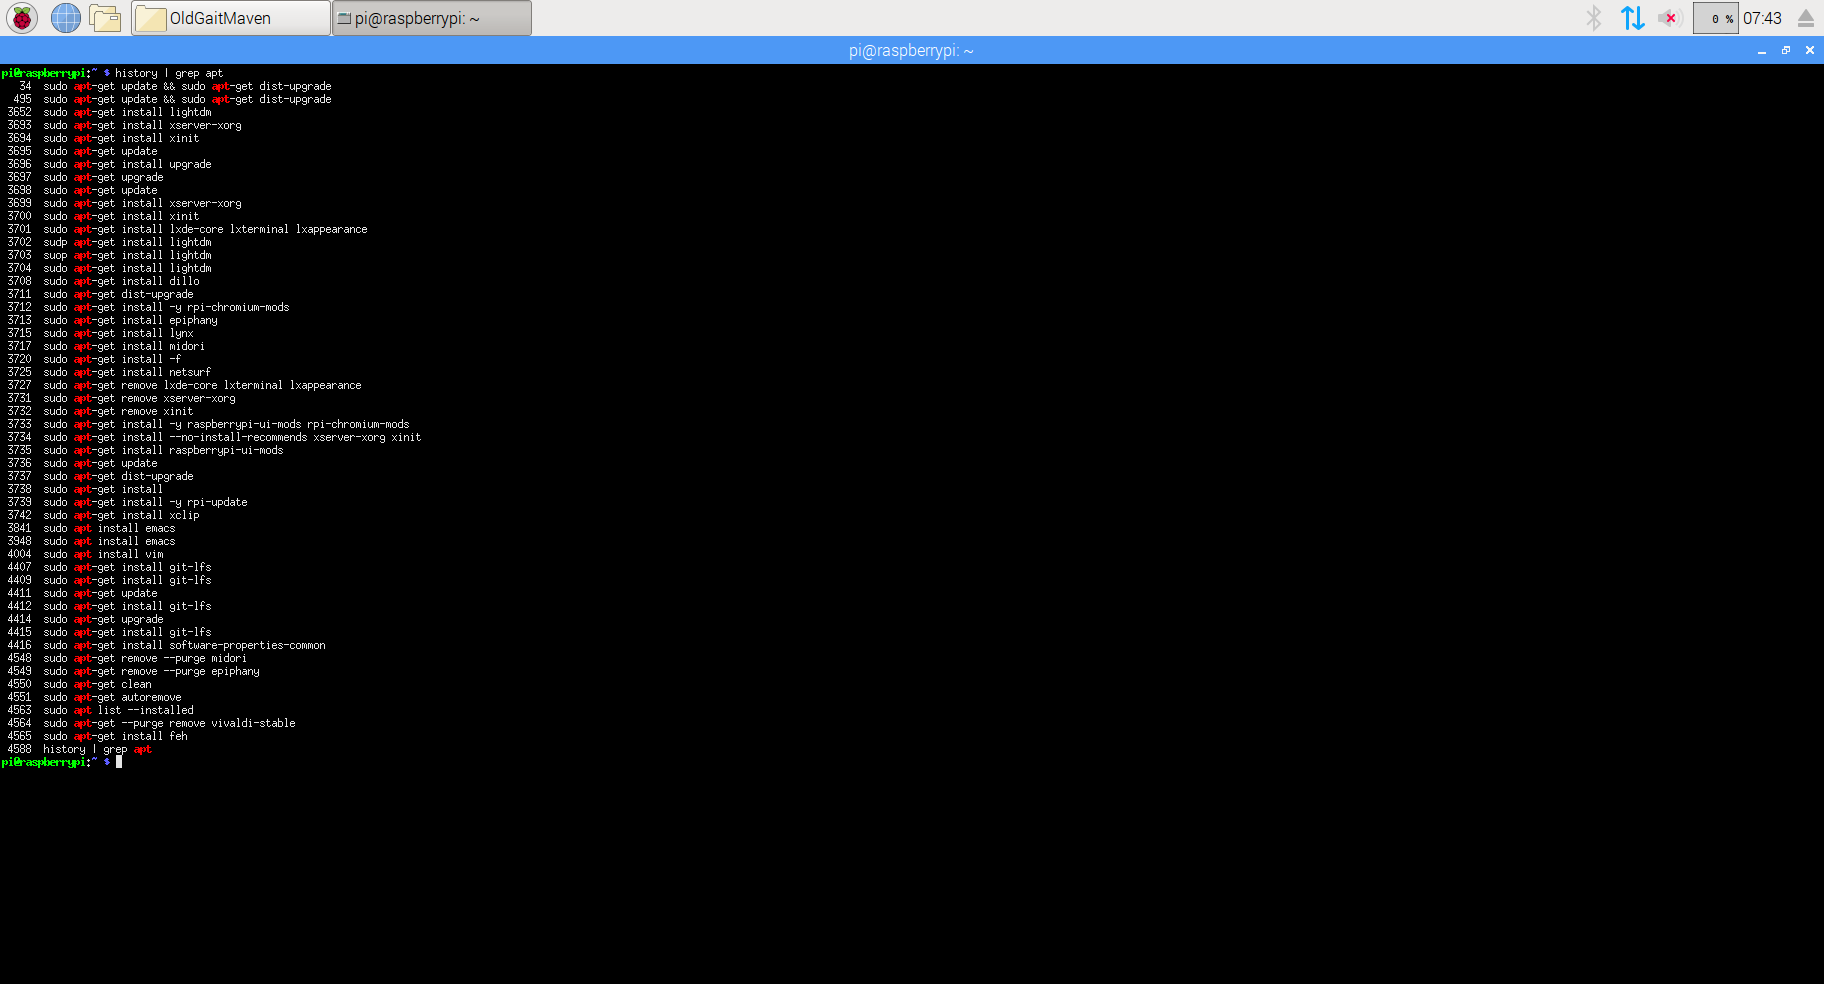 OldGaitMaven
pi@raspberrypi: ~
0 %
07:43
pi@raspberrypi: ~
pi@raspberrypi:~ $ history | grep apt
34 sudo apt-get update && sudo apt-get dist-upgrade
495 sudo apt-get update && sudo apt-get dist-upgrade
3652 sudo apt-get install lightdm
3693 sudo apt-get install xserver-xorg
3694 sudo apt-get install xinit
3695 sudo apt-get update
3696 sudo apt-get install upgrade
3697 sudo apt-get upgrade
3698 sudo apt-get update
3699 sudo apt-get install xserver-xorg
3700 sudo apt-get install xinit
3701 sudo apt-get install lxde-core lxterminal lxappearance
3702 sudp apt-get install lightdm
3703 suop apt-get install lightdm
3704 sudo apt-get install lightdm
3708 sudo apt-get install dillo
3711 sudo apt-get dist-upgrade
3712 sudo apt-get install -y rpi-chromium-mods
3713 sudo apt-get install epiphany
3715 sudo apt-get install lynx
3717 sudo apt-get install midori
3720 sudo apt-get install -f
3725 sudo apt-get install netsurf
3727 sudo apt-get remove lxde-core lxterminal lxappearance
3731 sudo apt-get remove xserver-xorg
3732 sudo apt-get remove xinit
3733 sudo apt-get install -y raspberrypi-ui-mods rpi-chromium-mods
3734 sudo apt-get install --no-install-recommends xserver-xorg xinit
3735 sudo apt-get install raspberrypi-ui-mods
3736 sudo apt-get update
3737 sudo apt-get dist-upgrade
3738 sudo apt-get install
3739 sudo apt-get install -y rpi-update
3742 sudo apt-get install xclip
3841 sudo apt install emacs
3948 sudo apt install emacs
4004 sudo apt install vim
4407 sudo apt-get install git-lfs
4409 sudo apt-get install git-lfs
4411 sudo apt-get update
4412 sudo apt-get install git-lfs
4414 sudo apt-get upgrade
4415 sudo apt-get install git-lfs
4416 sudo apt-get install software-properties-common
4548 sudo apt-get remove --purge midori
4549 sudo apt-get remove --purge epiphany
4550 sudo apt-get clean
4551 sudo apt-get autoremove
4563 sudo apt list --installed
4564 sudo apt-get --purge remove vivaldi-stable
4565 sudo apt-get install feh
4588 history | grep apt
pi@raspberrypi:~ $